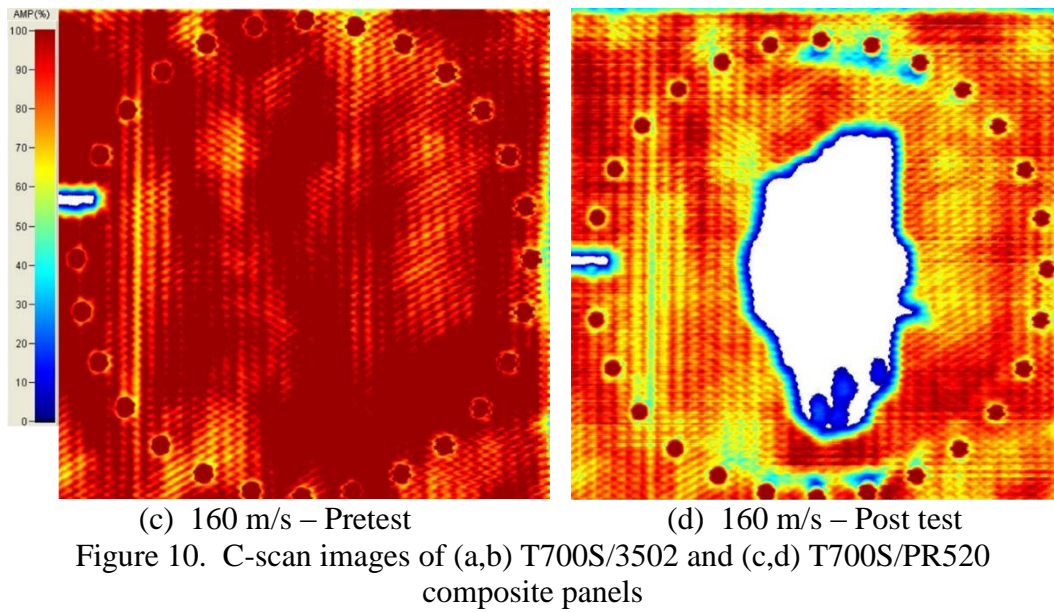 AMP(%)
100
90
80
70
60
50
40
30
20
10
0
(c) 160 m/s – Pretest
(d) 160 m/s – Post test
Figure 10. C-scan images of (a,b) T700S/3502 and (c,d) T700S/PR520
composite panels